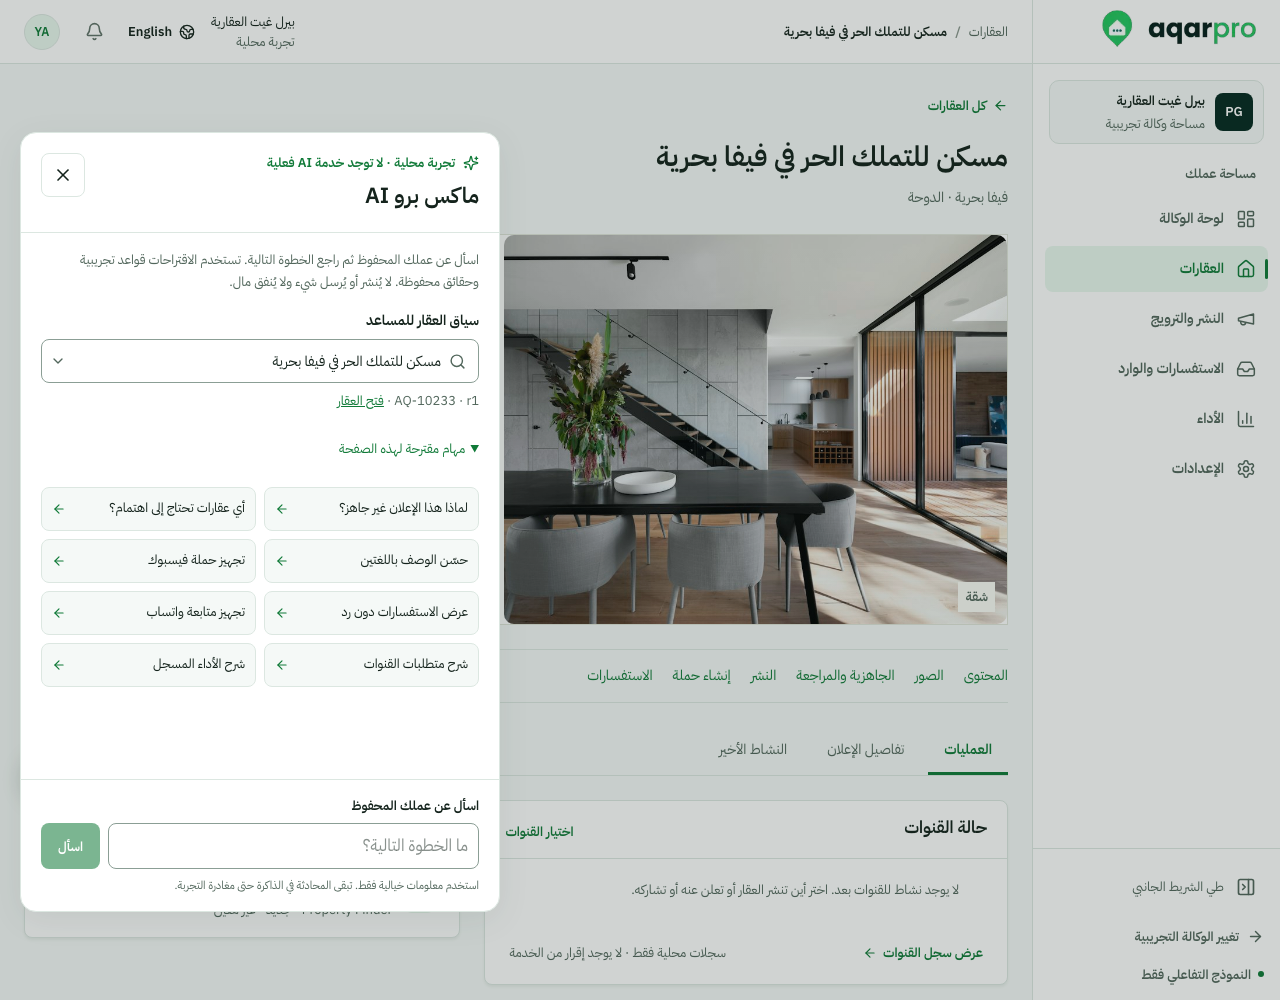 aqarpro
العقارات / مسكن للتملك الحر في فيفا بحرية
بيرل غيت العقارية
تجربة محلية
English
YA
PG
بيرل غيت العقارية
مساحة وكالة تجريبية
مساحة عملك
لوحة الوكالة
العقارات
النشر والترويج
الاستفسارات والوارد
الأداء
الإعدادات
طي الشريط الجانبي
تغيير الوكالة التجريبية
النموذج التفاعلي فقط
كل العقارات
مسكن للتملك الحر في فيفا بحرية
فيفا بحرية · الدوحة
شقة
المحتوى
الصور
الجاهزية والمراجعة
النشر
إنشاء حملة
الاستفسارات
العمليات
تفاصيل الإعلان
النشاط الأخير
حالة القنوات
اختيار القنوات
لا يوجد نشاط للقنوات بعد. اختر أين تنشر العقار أو تعلن عنه أو تشاركه.
عرض سجل القنوات
سجلات محلية فقط · لا يوجد إقرار من الخدمة
تجربة محلية · لا توجد خدمة AI فعلية
ماكس برو AI
اسأل عن عملك المحفوظ ثم راجع الخطوة التالية. تستخدم الاقتراحات قواعد تجريبية
وحقائق محفوظة. لا يُنشر أو يُرسل شيء ولا يُنفق مال.
سياق العقار للمساعد
مسكن للتملك الحر في فيفا بحرية
AQ-10233 · r1 · فتح العقار
مهام مقترحة لهذه الصفحة
لماذا هذا الإعلان غير جاهز؟
أي عقارات تحتاج إلى اهتمام؟
حسّن الوصف باللغتين
تجهيز حملة فيسبوك
عرض الاستفسارات دون رد
تجهيز متابعة واتساب
شرح متطلبات القنوات
شرح الأداء المسجل
اسأل عن عملك المحفوظ
ما الخطوة التالية؟
اسأل
استخدم معلومات خيالية فقط. تبقى المحادثة في الذاكرة حتى مغادرة التجربة.